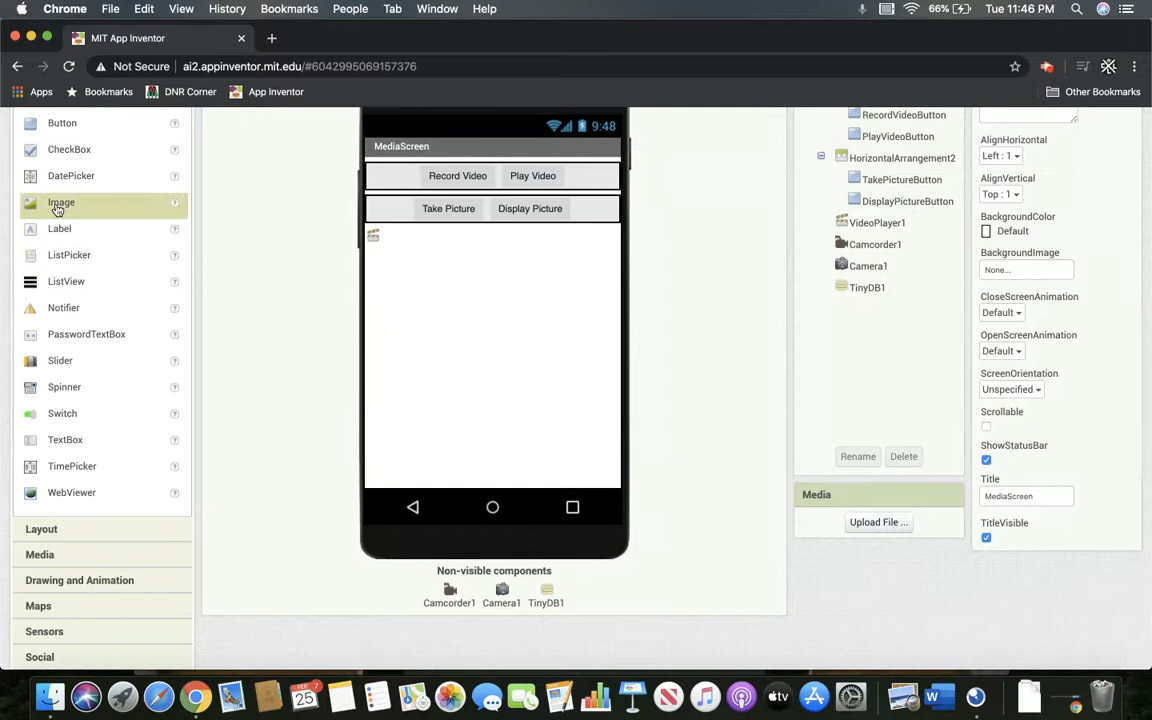 Chrome File Edit View History Bookmarks People Tab Window Help 66% Tue 11:46 PM
MIT App Inventor
Not Secure ai2.appinventor.mit.edu/#6042995069157376
Apps Bookmarks DNR Corner App Inventor Other Bookmarks
Button
CheckBox
DatePicker
Image
Label
ListPicker
ListView
Notifier
PasswordTextBox
Slider
Spinner
Switch
TextBox
TimePicker
WebViewer
Layout
Media
Drawing and Animation
Maps
Sensors
Social
9:48
MediaScreen
Record Video Play Video
Take Picture Display Picture
Non-visible components
Camcorder1 Camera1 TinyDB1
RecordVideoButton
PlayVideoButton
HorizontalArrangement2
TakePictureButton
DisplayPictureButton
VideoPlayer1
Camcorder1
Camera1
TinyDB1
Rename Delete
Media
Upload File ...
AlignHorizontal
Left : 1
AlignVertical
Top : 1
BackgroundColor
Default
BackgroundImage
None...
CloseScreenAnimation
Default
OpenScreenAnimation
Default
ScreenOrientation
Unspecified
Scrollable
ShowStatusBar
Title
MediaScreen
TitleVisible